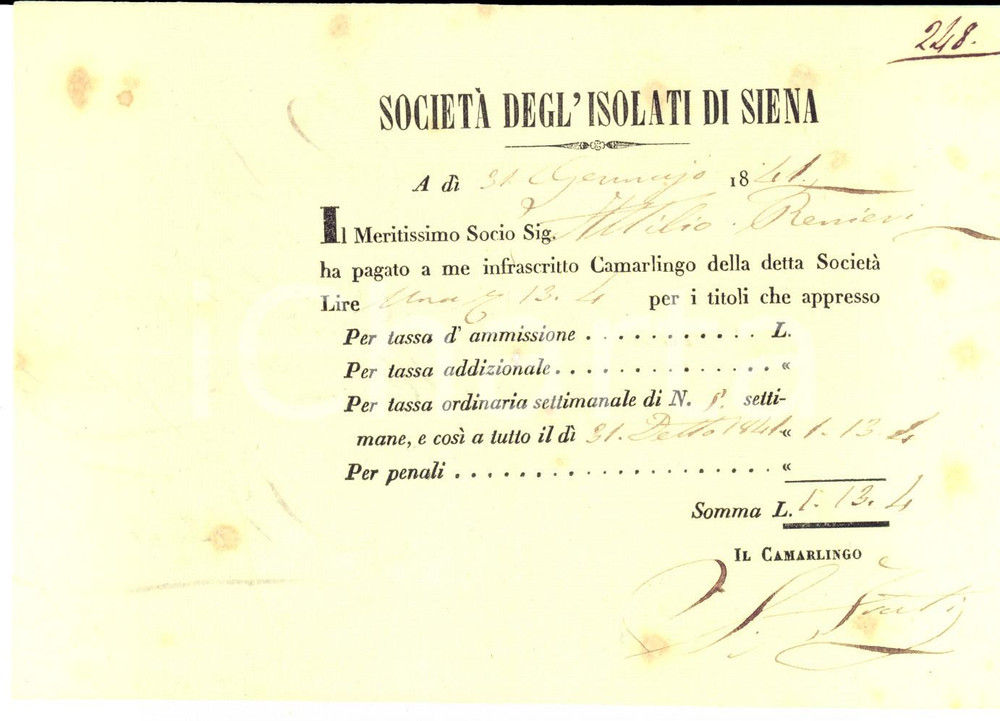 248.
SOCIETÀ DEGL'ISOLATI DI SIENA
A dì 31. Gennajo 1841.
Il Meritissimo Socio Sig. Attilio Renieri
ha pagato a me infrascritto Camarlingo della detta Società
Lire Una 13. 4 per i titoli che appresso
Per tassa d' ammissione . . . . . . . . . . . . L.
Per tassa addizionale . . . . . . . . . . . . . . . «
Per tassa ordinaria settimanale di N. setti-
mane, e così a tutto il dì 31. Detto 1841 « 1. 13. 4
Per penali . . . . . . . . . . . . . . . . . . . . . «
Somma L. 1. 13. 4
IL CAMARLINGO